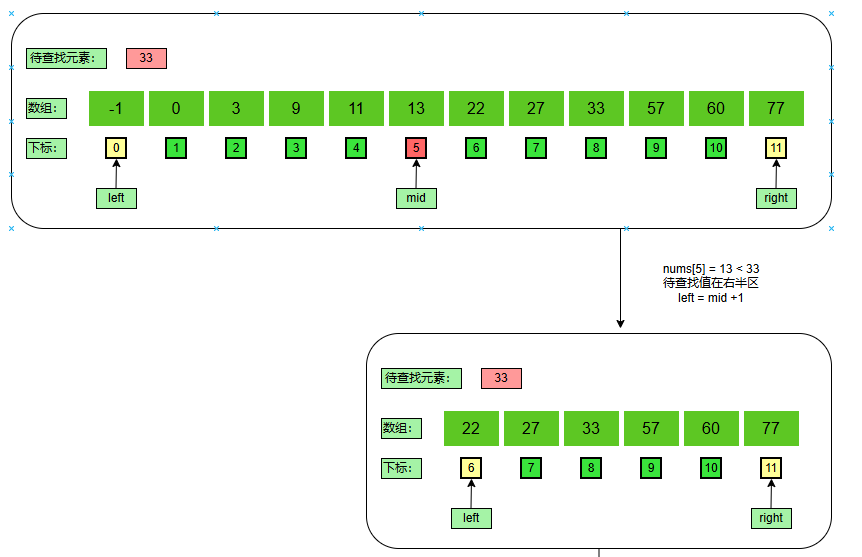 待查找元素： 33
数组： -1 0 3 9 11 13 22 27 33 57 60 77
下标： 0 1 2 3 4 5 6 7 8 9 10 11
left mid right
nums[5] = 13 < 33
待查找值在右半区
left = mid +1
待查找元素： 33
数组： 22 27 33 57 60 77
下标： 6 7 8 9 10 11
left right